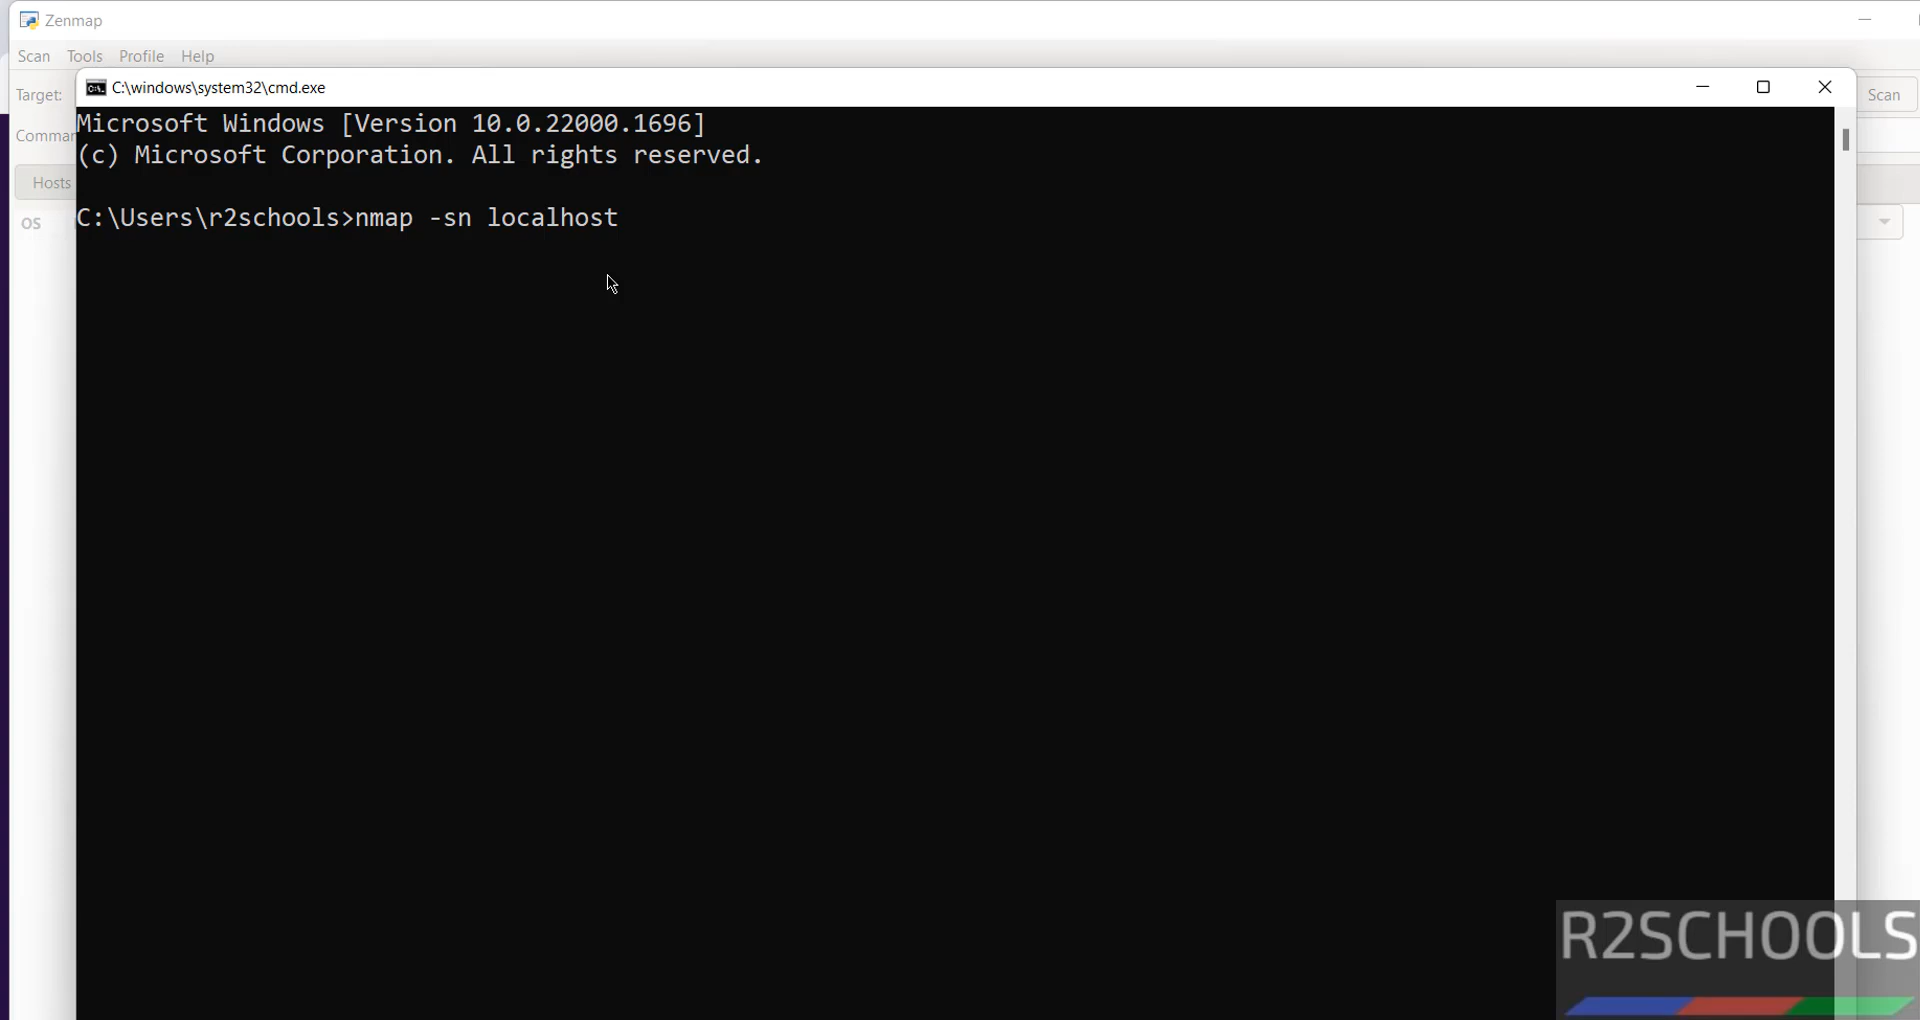 Zenmap
Scan Tools Profile Help
Target:
C:\windows\system32\cmd.exe
Scan
Microsoft Windows [Version 10.0.22000.1696]
Comman
(c) Microsoft Corporation. All rights reserved.
Hosts
OS
C:\Users\r2schools>nmap -sn localhost
R2SCHOOLS